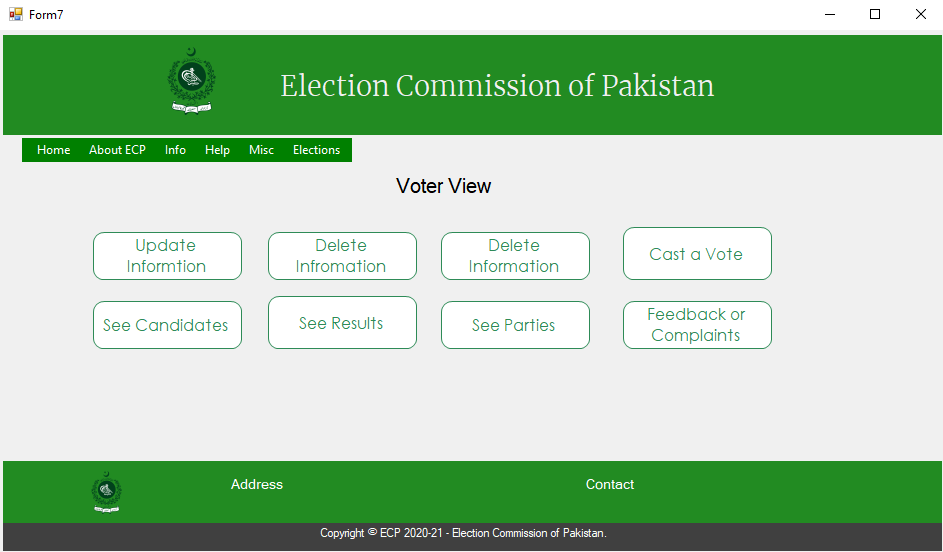 Form7
Election Commission of Pakistan
Home About ECP Info Help Misc Elections
Voter View
Update
Informtion
Delete
Infromation
Delete
Information
Cast a Vote
See Candidates
See Results
See Parties
Feedback or
Complaints
Address
Contact
Copyright © ECP 2020-21 - Election Commission of Pakistan.